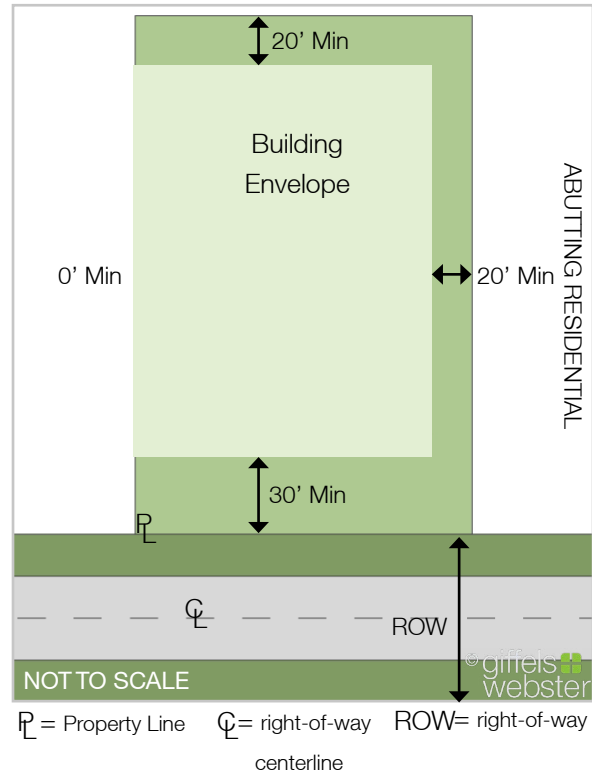 20’ Min
Building
Envelope
ABUTTING RESIDENTIAL
0’ Min
20’ Min
30’ Min
PL
CL
ROW
© giffels
webster
NOT TO SCALE
PL = Property Line
CL = right-of-way
centerline
ROW= right-of-way